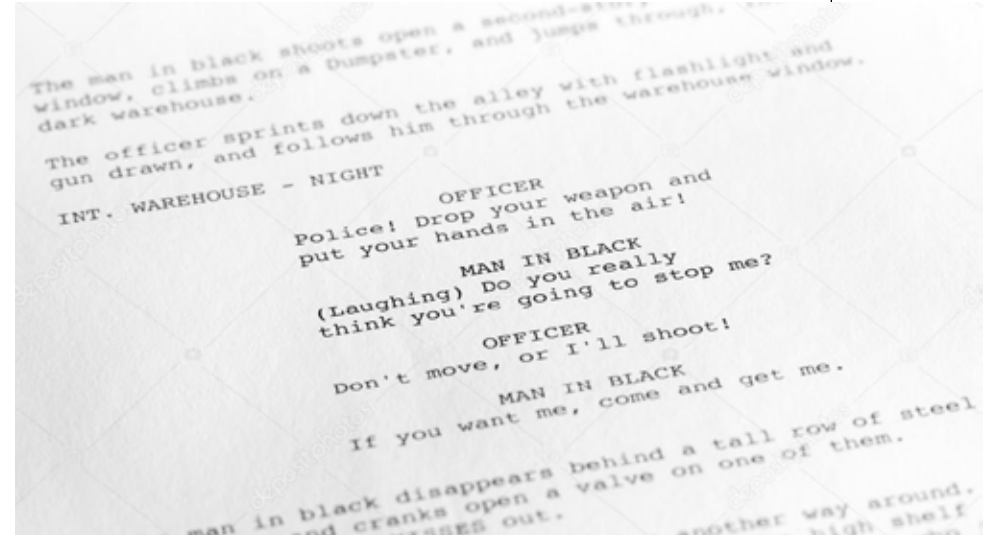 The man in black shoots open a second-story
window, climbs on a Dumpster, and jumps through,
dark warehouse.
The officer sprints down the alley with flashlight and
gun drawn, and follows him through the warehouse window.
INT. WAREHOUSE - NIGHT
OFFICER
Police! Drop your weapon and
put your hands in the air!
MAN IN BLACK
(Laughing) Do you really
think you're going to stop me?
OFFICER
Don't move, or I'll shoot!
MAN IN BLACK
If you want me, come and get me.
man in black disappears behind a tall row of steel
and cranks open a valve on one of them.
HISSES out.
another way around.
high shelf